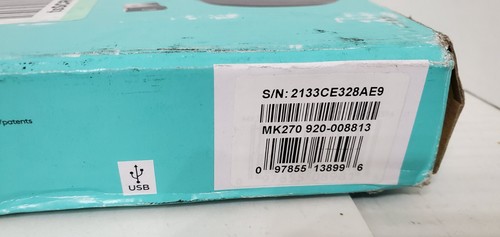 S/N: 2133CE328AE9
MK270 920-008813
0 97855 13899 6
/patents
USB